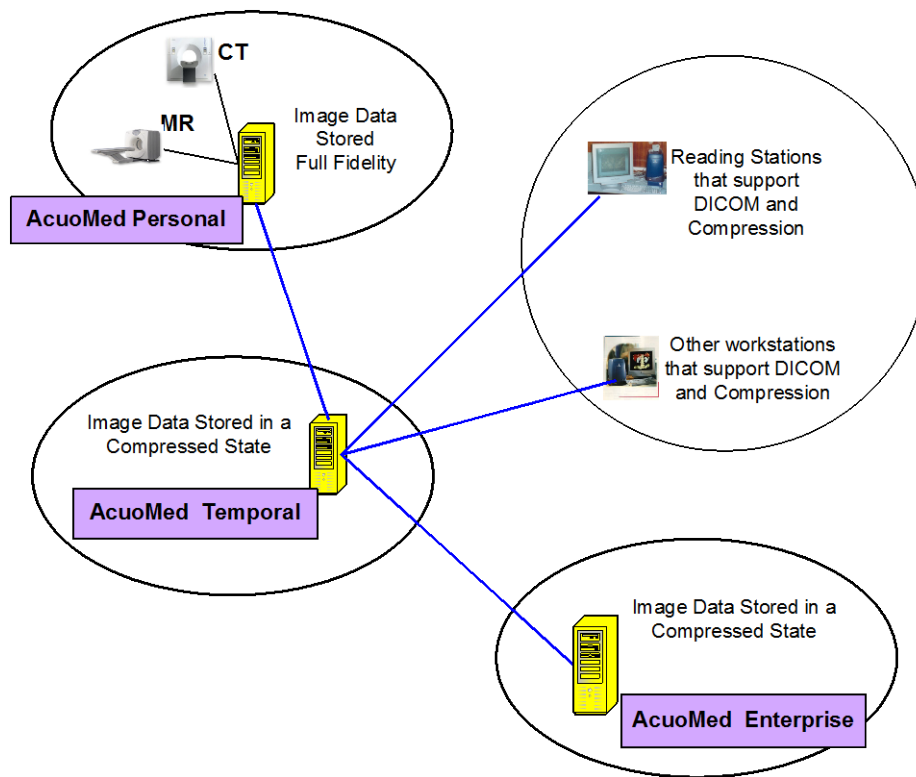 CT
MR
Image Data
Stored
Full Fidelity
AcuoMed Personal
Reading Stations
that support
DICOM and
Compression
Other workstations
that support DICOM
and Compression
Image Data Stored in a
Compressed State
AcuoMed Temporal
Image Data Stored in a
Compressed State
AcuoMed Enterprise